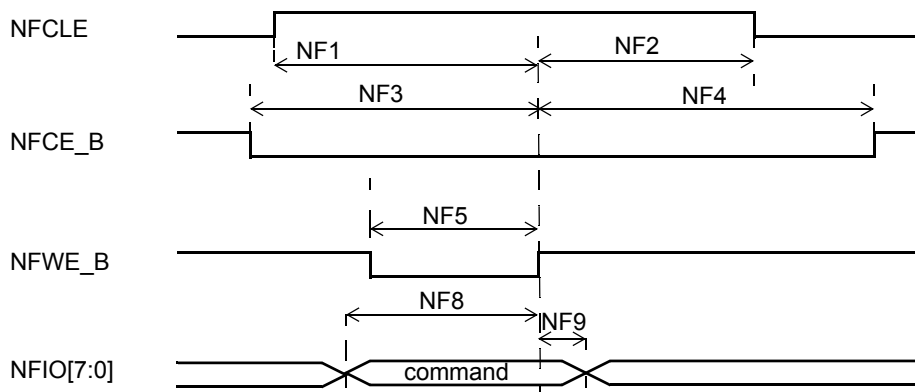 NFCLE
NF1
NF2
NF3
NF4
NFCE_B
NF5
NFWE_B
NF8
NF9
NFIO[7:0]
command